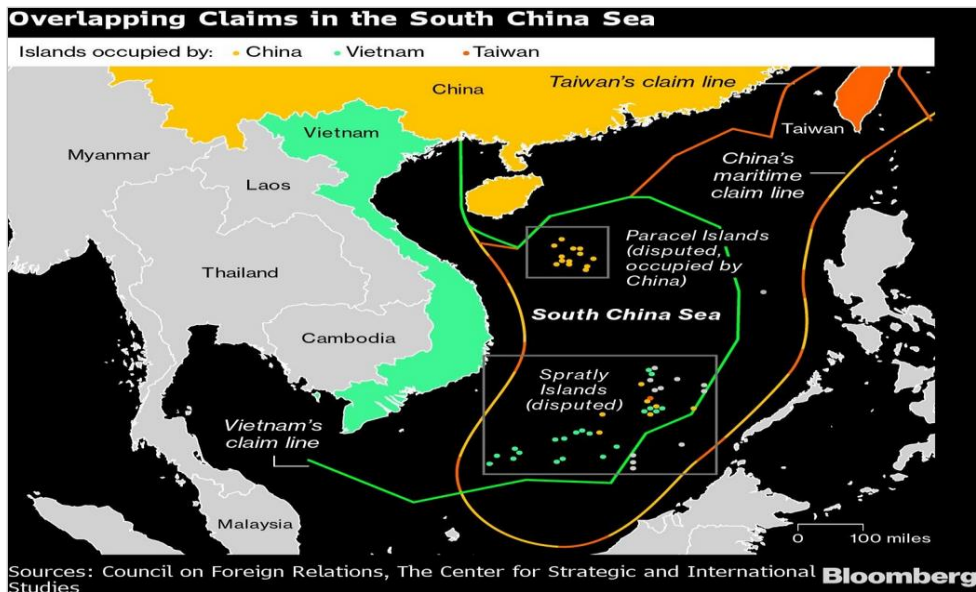 Overlapping Claims in the South China Sea
Islands occupied by: China Vietnam Taiwan
Taiwan's claim line
China
Taiwan
Vietnam
Myanmar
Laos
China's
maritime
claim line
Paracel Islands
(disputed,
occupied by
China)
Thailand
South China Sea
Cambodia
Spratly
Islands
(disputed)
Vietnam's
claim line
Malaysia
0 100 miles
Sources: Council on Foreign Relations, The Center for Strategic and International
Studies
Bloomberg